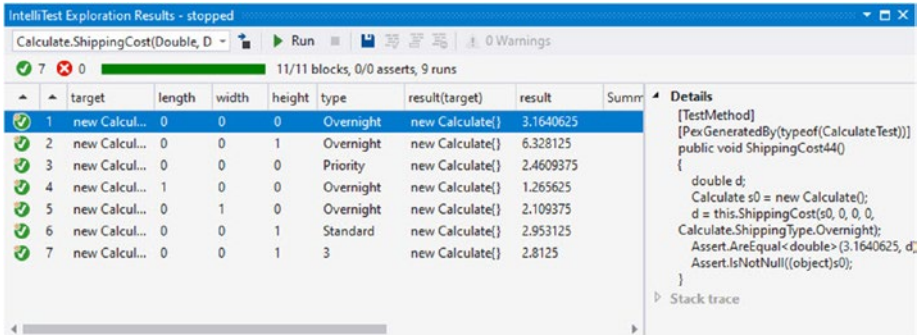 IntelliTest Exploration Results - stopped
Calculate.ShippingCost(Double, D Run 0 Warnings
7 0 11/11 blocks, 0/0 asserts, 9 runs
target length width height type result(target) result Summ
1 new Calcul... 0 0 0 Overnight new Calculate{} 3.1640625
2 new Calcul... 0 0 1 Overnight new Calculate{} 6.328125
3 new Calcul... 0 0 0 Priority new Calculate{} 2.4609375
4 new Calcul... 1 0 0 Overnight new Calculate{} 1.265625
5 new Calcul... 0 1 0 Overnight new Calculate{} 2.109375
6 new Calcul... 0 0 1 Standard new Calculate{} 2.953125
7 new Calcul... 0 0 1 3 new Calculate{} 2.8125
Details
[TestMethod]
[PexGeneratedBy(typeof(CalculateTest))]
public void ShippingCost44()
{
double d;
Calculate s0 = new Calculate();
d = this.ShippingCost(s0, 0, 0, 0,
Calculate.ShippingType.Overnight);
Assert.AreEqual<double>(3.1640625, d)
Assert.IsNotNull((object)s0);
}
Stack trace